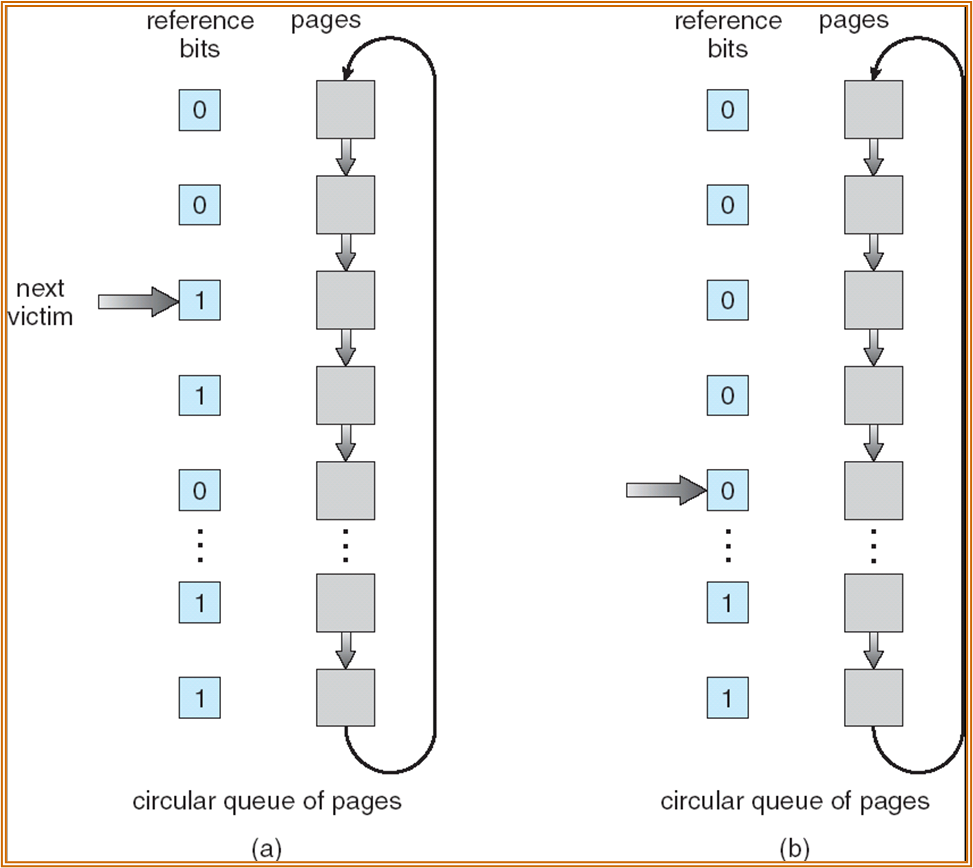 reference bits pages
0
0
next victim 1
1
0
1
1
circular queue of pages
(a)
reference bits pages
0
0
0
0
0
1
1
circular queue of pages
(b)